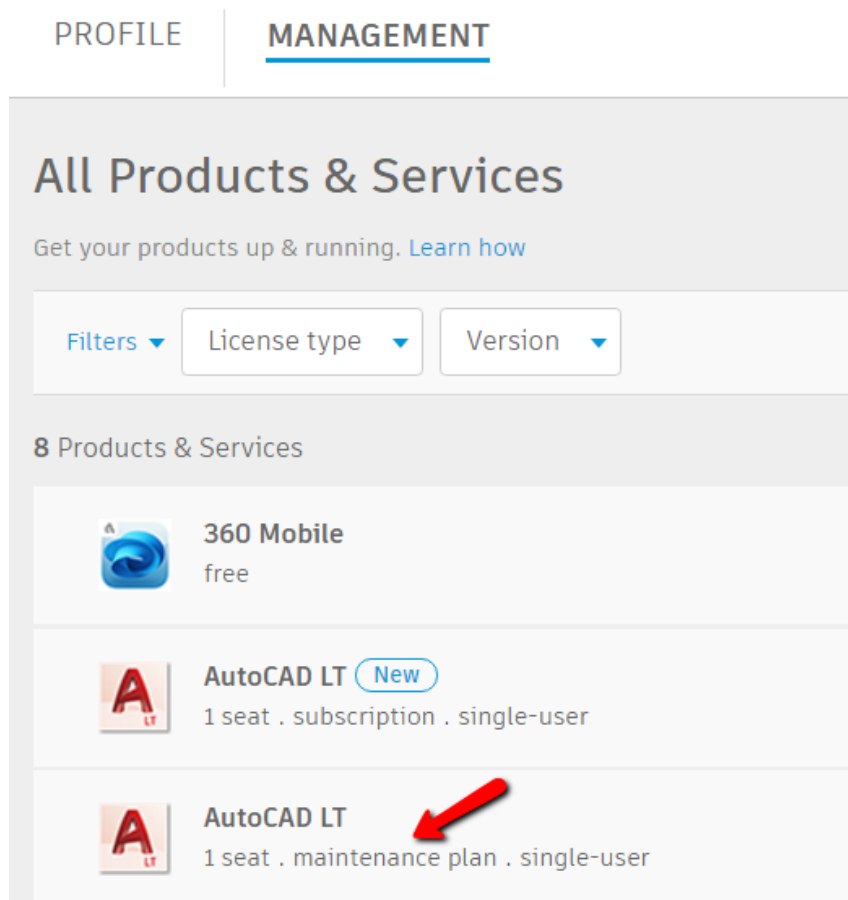 PROFILE
MANAGEMENT
All Products & Services
Get your products up & running. Learn how
Filters
License type
Version
8 Products & Services
360 Mobile
free
AutoCAD LT New
1 seat . subscription . single-user
AutoCAD LT
1 seat . maintenance plan . single-user
A
A
LT
A
LT